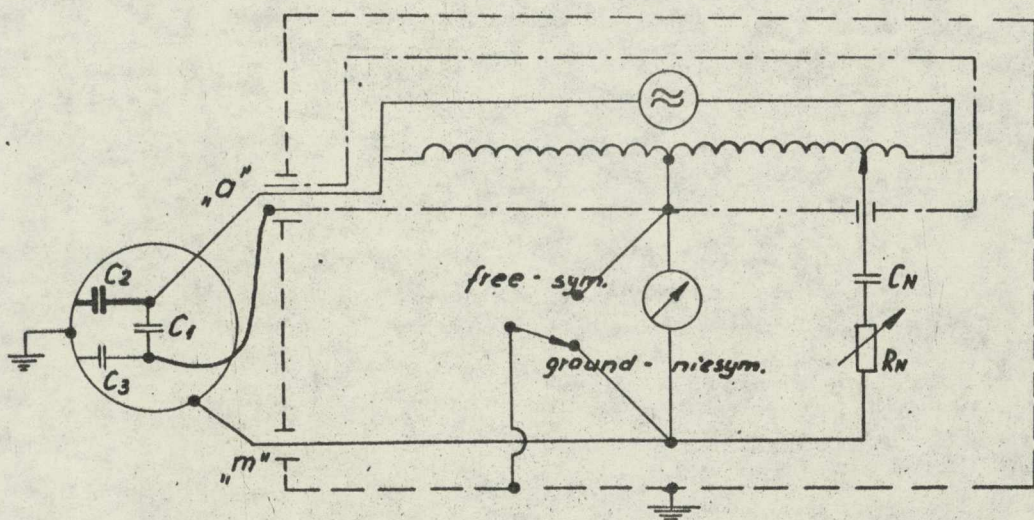 „a"
C2
C1
C3
free - sym.
ground - niesym.
CN
RN
„m"